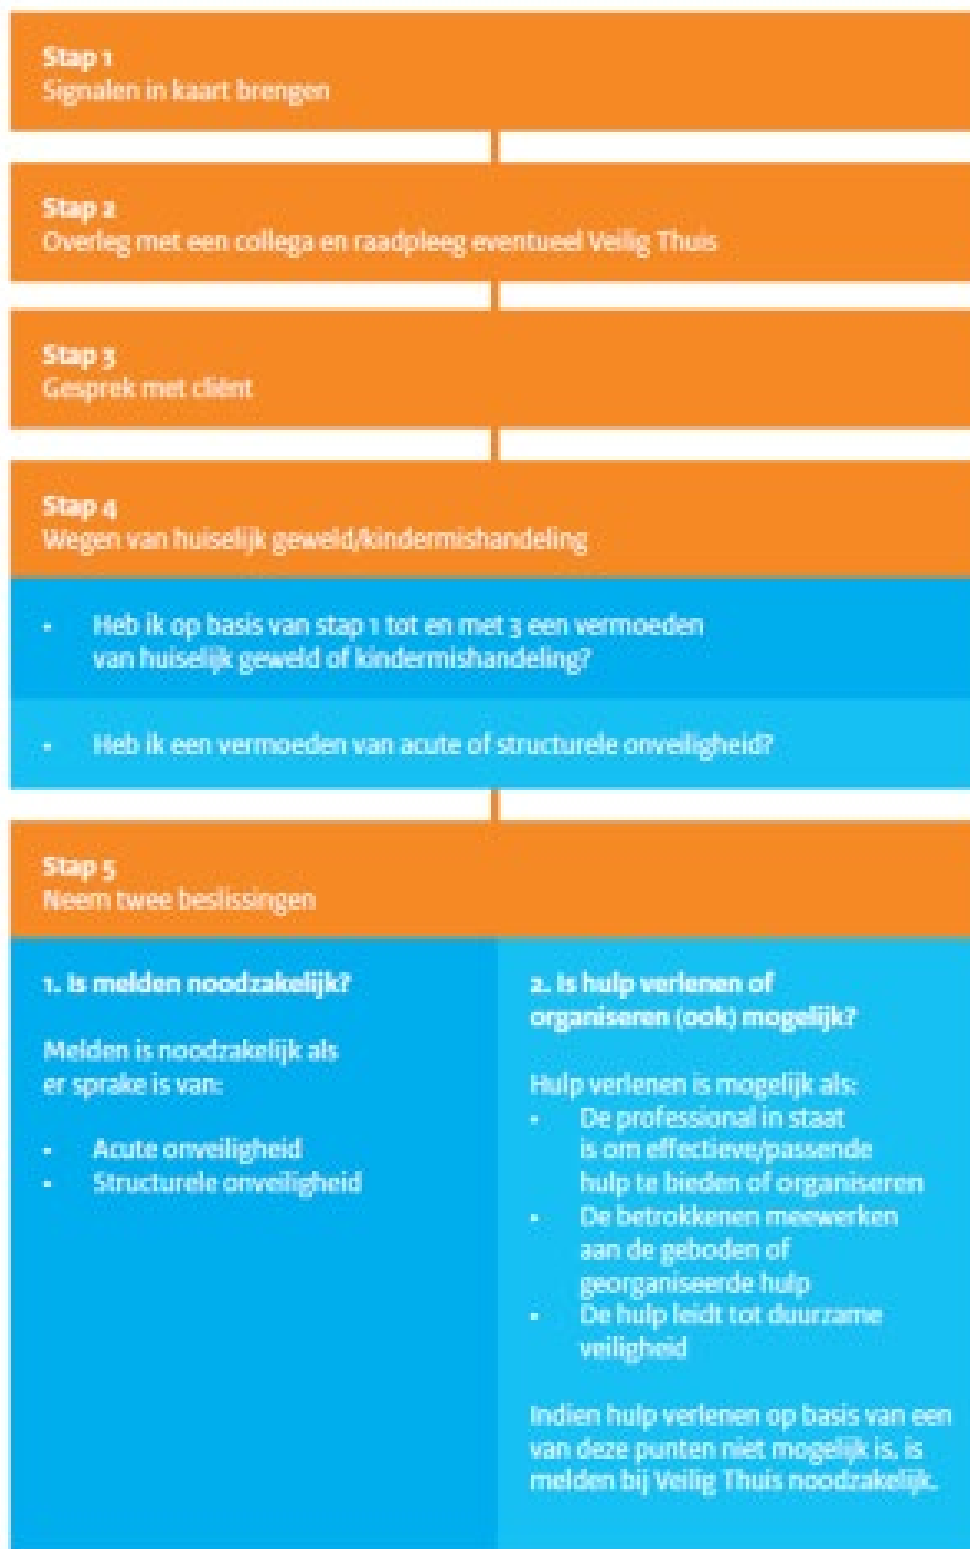 Stap 1
Signalen in kaart brengen
Stap 2
Overleg met een collega en raadpleeg eventueel Veilig Thuis
Stap 3
Gesprek met cliënt
Stap 4
Wegen van huiselijk geweld/kindermishandeling
• Heb ik op basis van stap 1 tot en met 3 een vermoeden
van huiselijk geweld of kindermishandeling?
• Heb ik een vermoeden van acute of structurele onveiligheid?
Stap 5
Neem twee beslissingen
1. Is melden noodzakelijk?
Melden is noodzakelijk als
er sprake is van:
• Acute onveiligheid
• Structurele onveiligheid
2. Is hulp verlenen of
organiseren (ook) mogelijk?
Hulp verlenen is mogelijk als:
• De professional in staat
is om effectieve/passende
hulp te bieden of organiseren
• De betrokkenen meewerken
aan de geboden of
georganiseerde hulp
• De hulp leidt tot duurzame
veiligheid
Indien hulp verlenen op basis van een
van deze punten niet mogelijk is, is
melden bij Veilig Thuis noodzakelijk.